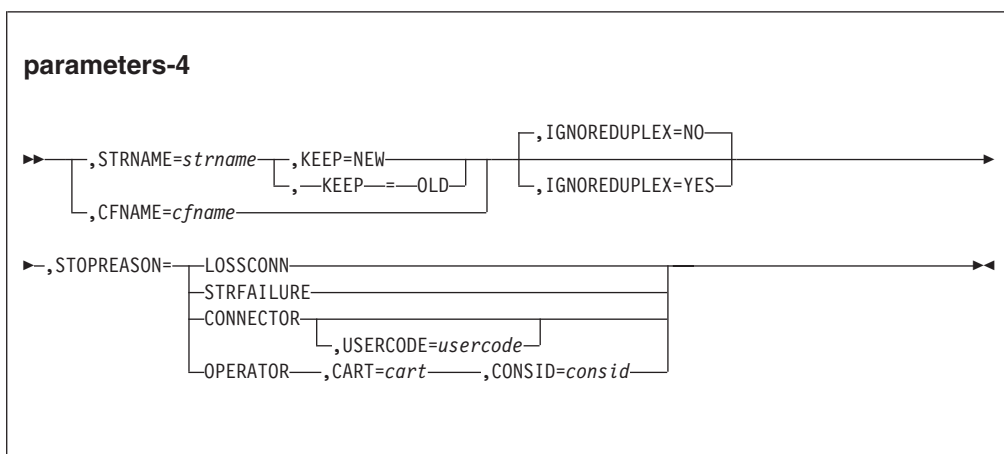 parameters-4
,IGNOREDUPLEX=NO
,STRNAME=strname ,KEEP=NEW
, KEEP = OLD ,IGNOREDUPLEX=YES
,CFNAME=cfname
,STOPREASON= LOSSCONN
STRFAILURE
CONNECTOR
,USERCODE=usercode
OPERATOR ,CART=cart ,CONSID=consid